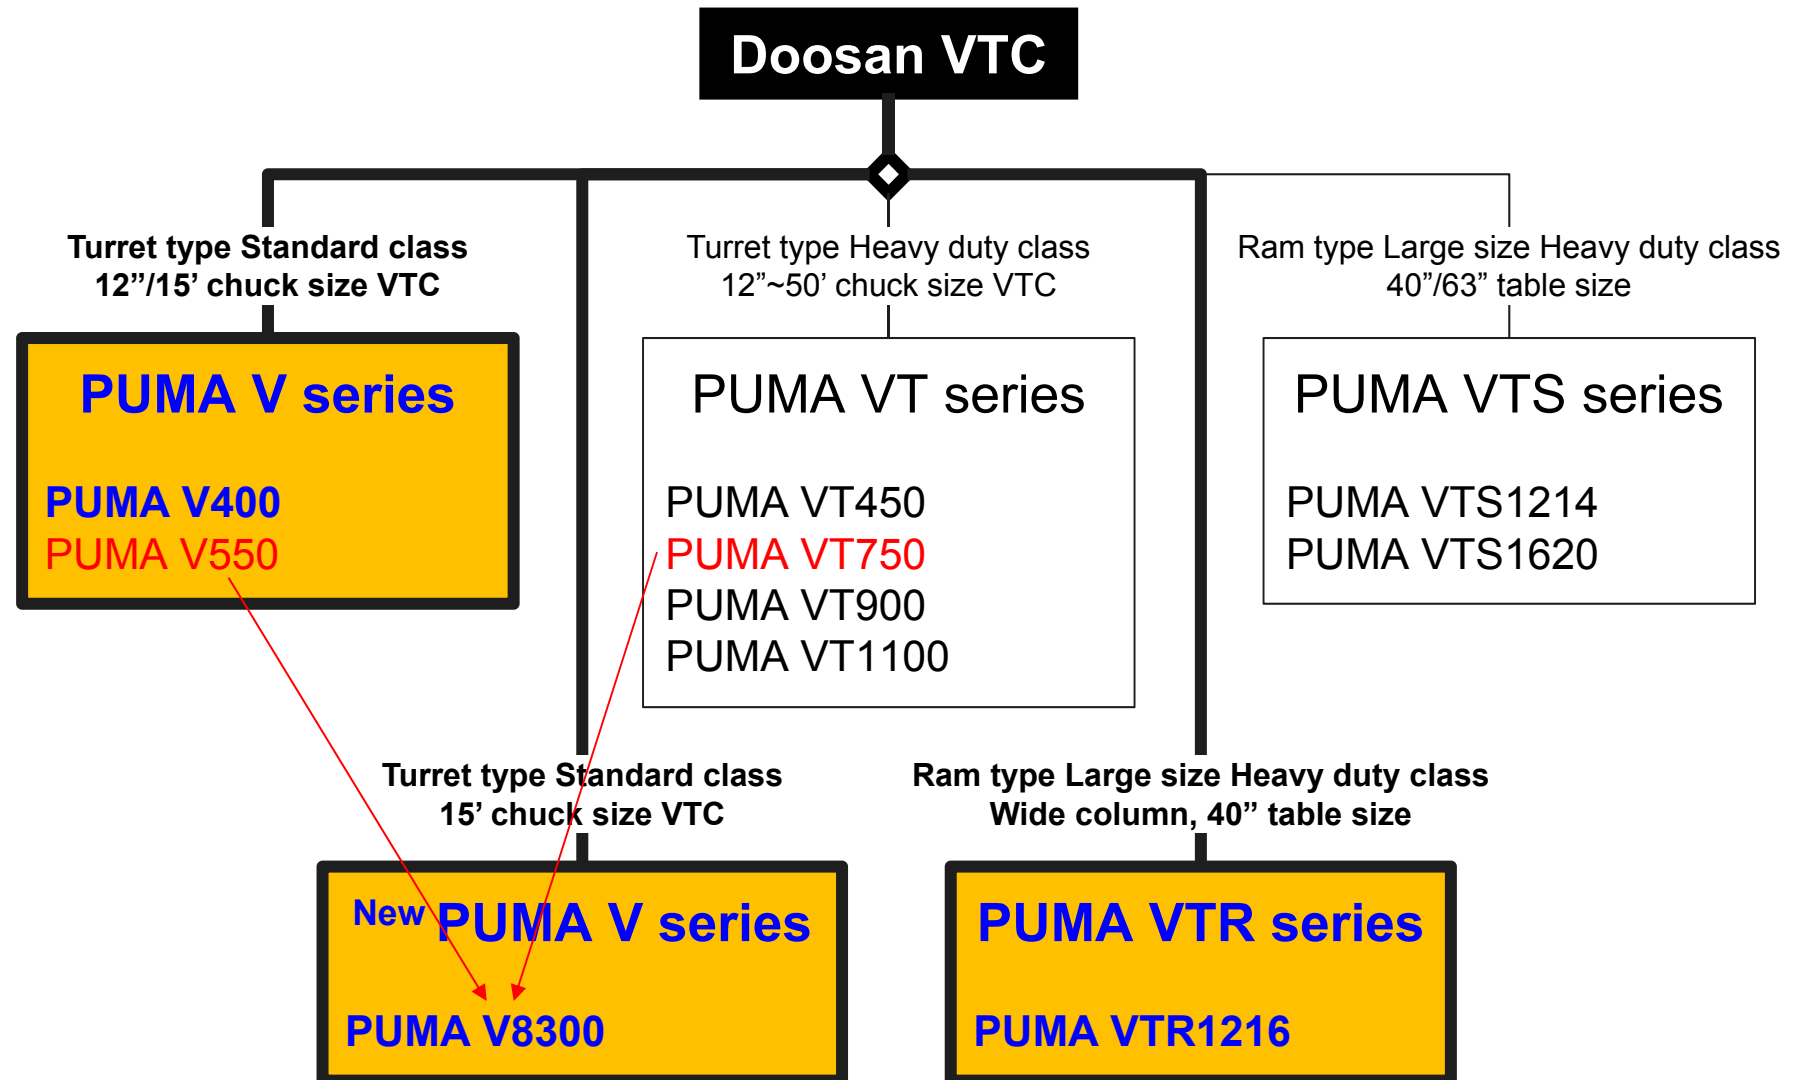 Doosan VTC
Turret type Standard class
12”/15’ chuck size VTC
PUMA V series
PUMA V400
PUMA V550
Turret type Heavy duty class
12”~50’ chuck size VTC
PUMA VT series
PUMA VT450
PUMA VT750
PUMA VT900
PUMA VT1100
Ram type Large size Heavy duty class
40”/63” table size
PUMA VTS series
PUMA VTS1214
PUMA VTS1620
Turret type Standard class
15’ chuck size VTC
New PUMA V series
PUMA V8300
Ram type Large size Heavy duty class
Wide column, 40” table size
PUMA VTR series
PUMA VTR1216